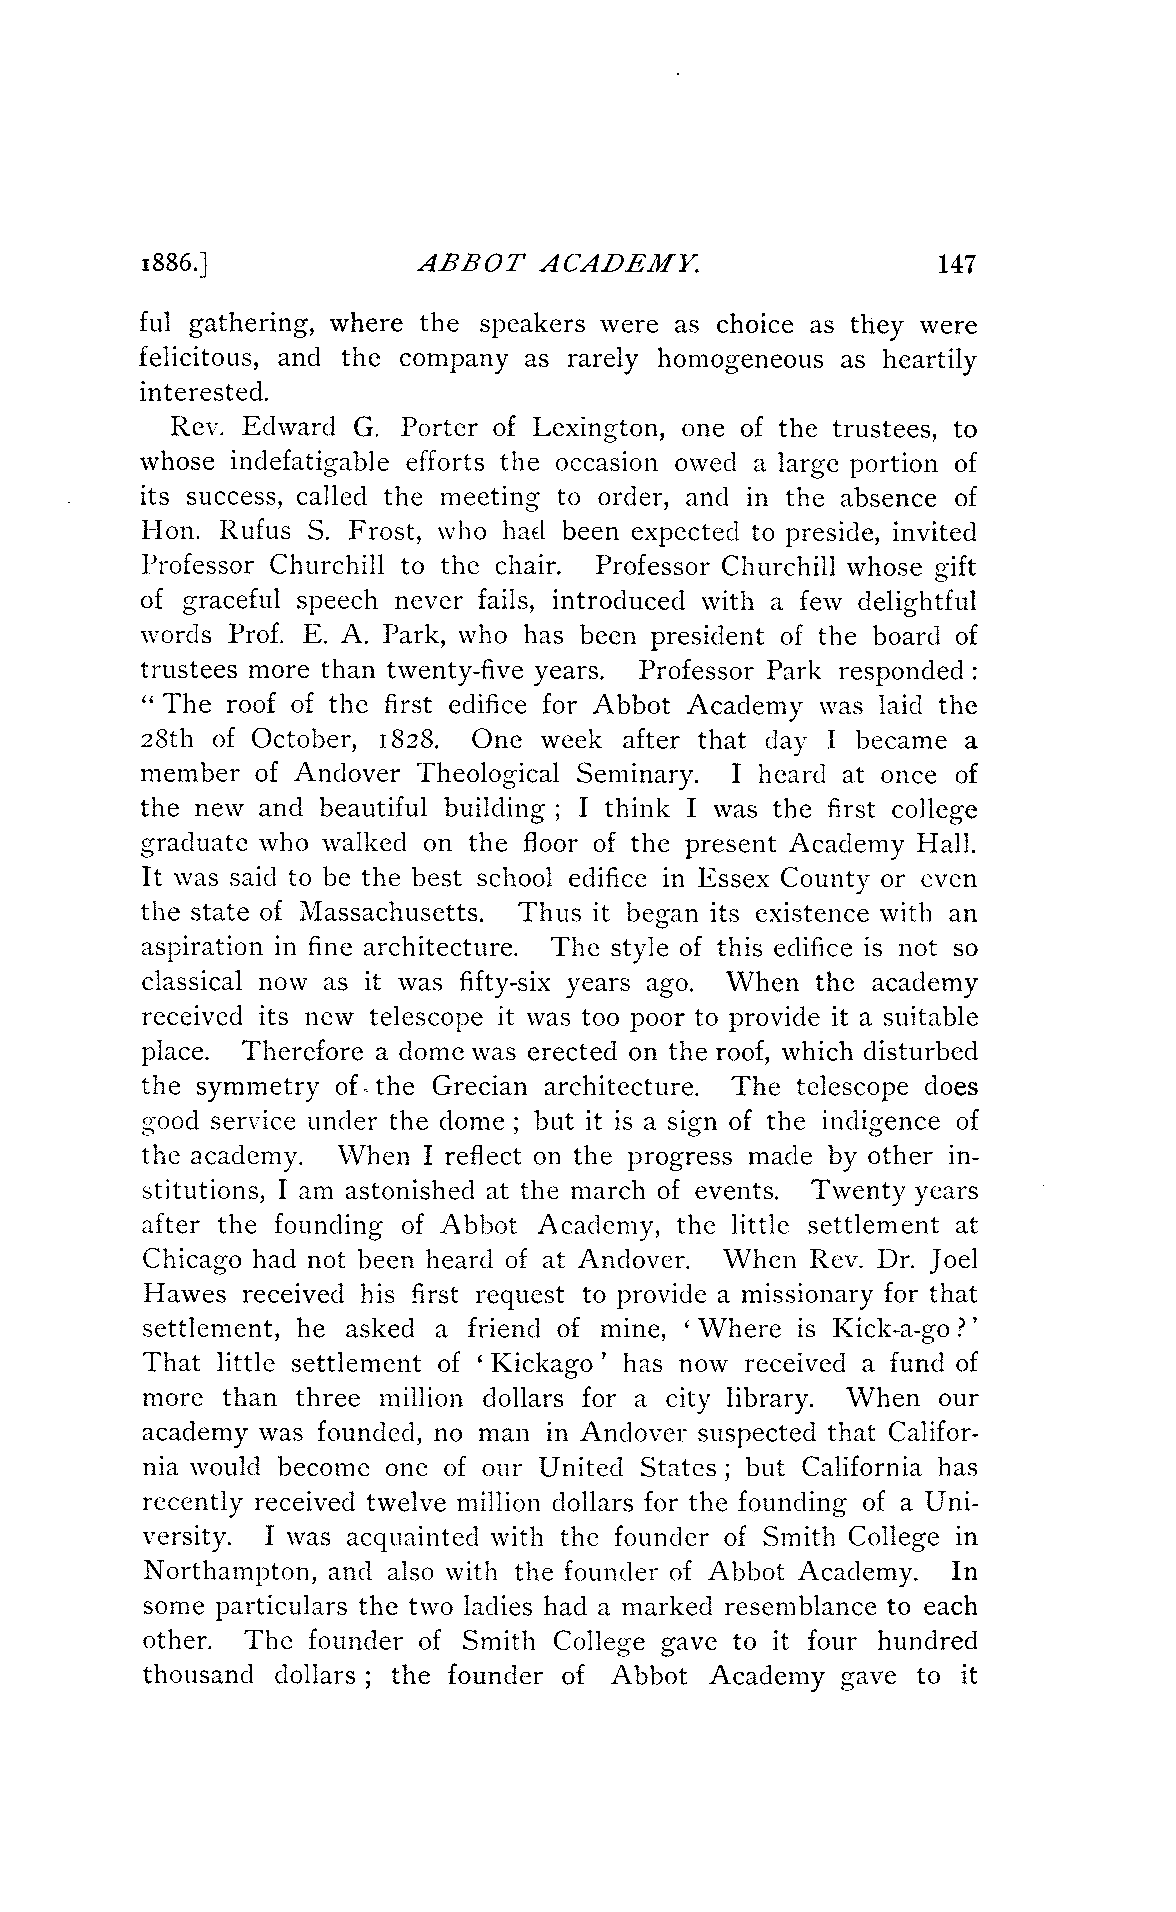 1886.] ABBOT ACADEMY. 147
ful gathering, where the speakers were as choice as they were
felicitous, and the company as rarely homogeneous as heartily
interested.
Rev. Edward G. Porter of Lexington, one of the trustees, to
whose indefatigable efforts the occasion owed a large portion of
its success, called the meeting to order, and in the absence of
Hon. Rufus S. Frost, who had been expected to preside, invited
Professor Churchill to the chair. Professor Churchill whose gift
of graceful speech never fails, introduced with a few delightful
words Prof. E. A. Park, who has been president of the board of
trustees more than twenty-five years. Professor Park responded :
“ The roof of the first edifice for Abbot Academy was laid the
28th of October, 1828. One week after that day I became a
member of Andover Theological Seminary. I heard at once of
the new and beautiful building ; I think I was the first college
graduate who walked on the floor of the present Academy Hall.
It was said to be the best school edifice in Essex County or even
the state of Massachusetts. Thus it began its existence with an
aspiration in fine architecture. The style of this edifice is not so
classical now as it was fifty-six years ago. When the academy
received its new telescope it was too poor to provide it a suitable
place. Therefore a dome was erected on the roof, which disturbed
the symmetry of the Grecian architecture. The telescope does
good service under the dome ; but it is a sign of the indigence of
the academy. When I reflect on the progress made by other in-
stitutions, I am astonished at the march of events. Twenty years
after the founding of Abbot Academy, the little settlement at
Chicago had not been heard of at Andover. When Rev. Dr. Joel
Hawes received his first request to provide a missionary for that
settlement, he asked a friend of mine, ‘ Where is Kick-a-go ?’
That little settlement of ‘ Kickago ’ has now received a fund of
more than three million dollars for a city library. When our
academy was founded, no man in Andover suspected that Califor-
nia would become one of our United States ; but California has
recently received twelve million dollars for the founding of a Uni-
versity. I was acquainted with the founder of Smith College in
Northampton, and also with the founder of Abbot Academy. In
some particulars the two ladies had a marked resemblance to each
other. The founder of Smith College gave to it four hundred
thousand dollars ; the founder of Abbot Academy gave to it